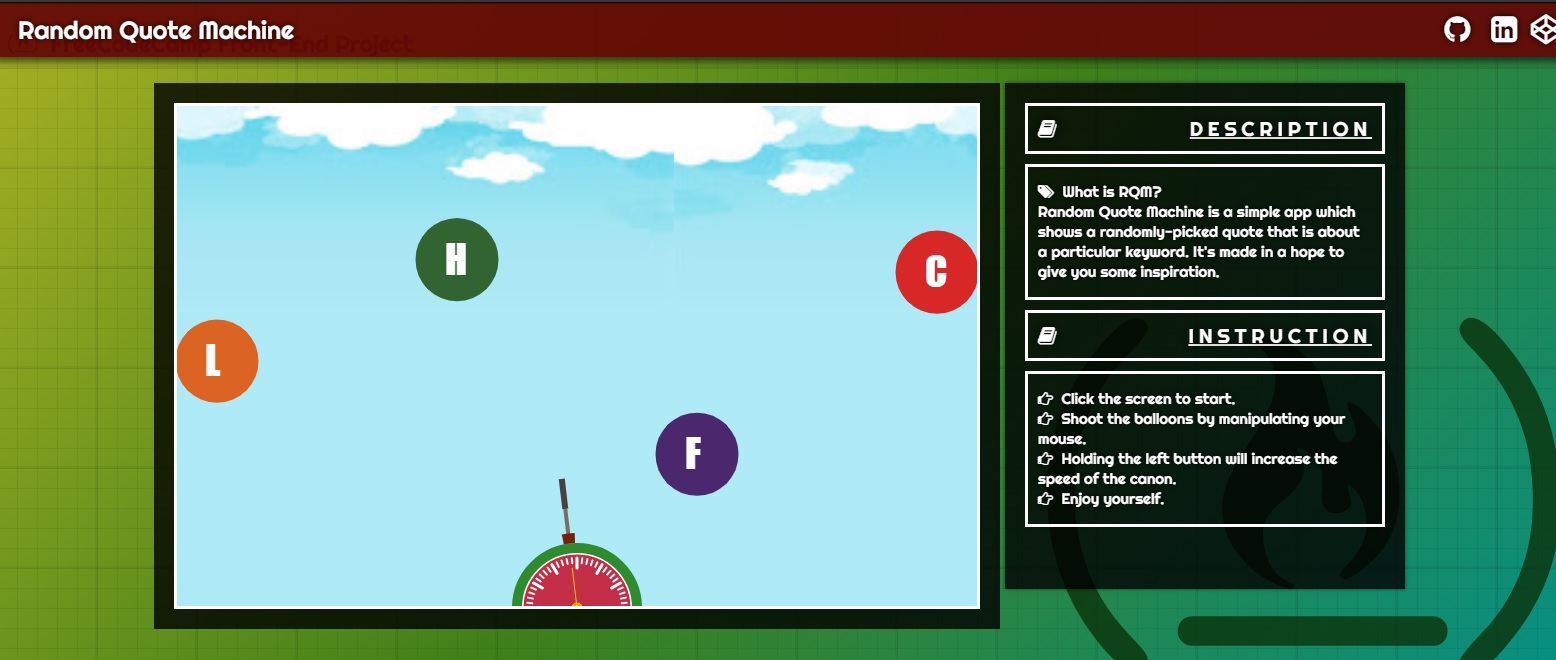 Random Quote Machine
FreeCodeCamp Front-End Project
H
C
L
F
DESCRIPTION
What is RQM?
Random Quote Machine is a simple app which
shows a randomly-picked quote that is about
a particular keyword. It's made in a hope to
give you some inspiration.
INSTRUCTION
Click the screen to start.
Shoot the balloons by manipulating your
mouse.
Holding the left button will increase the
speed of the canon.
Enjoy yourself.